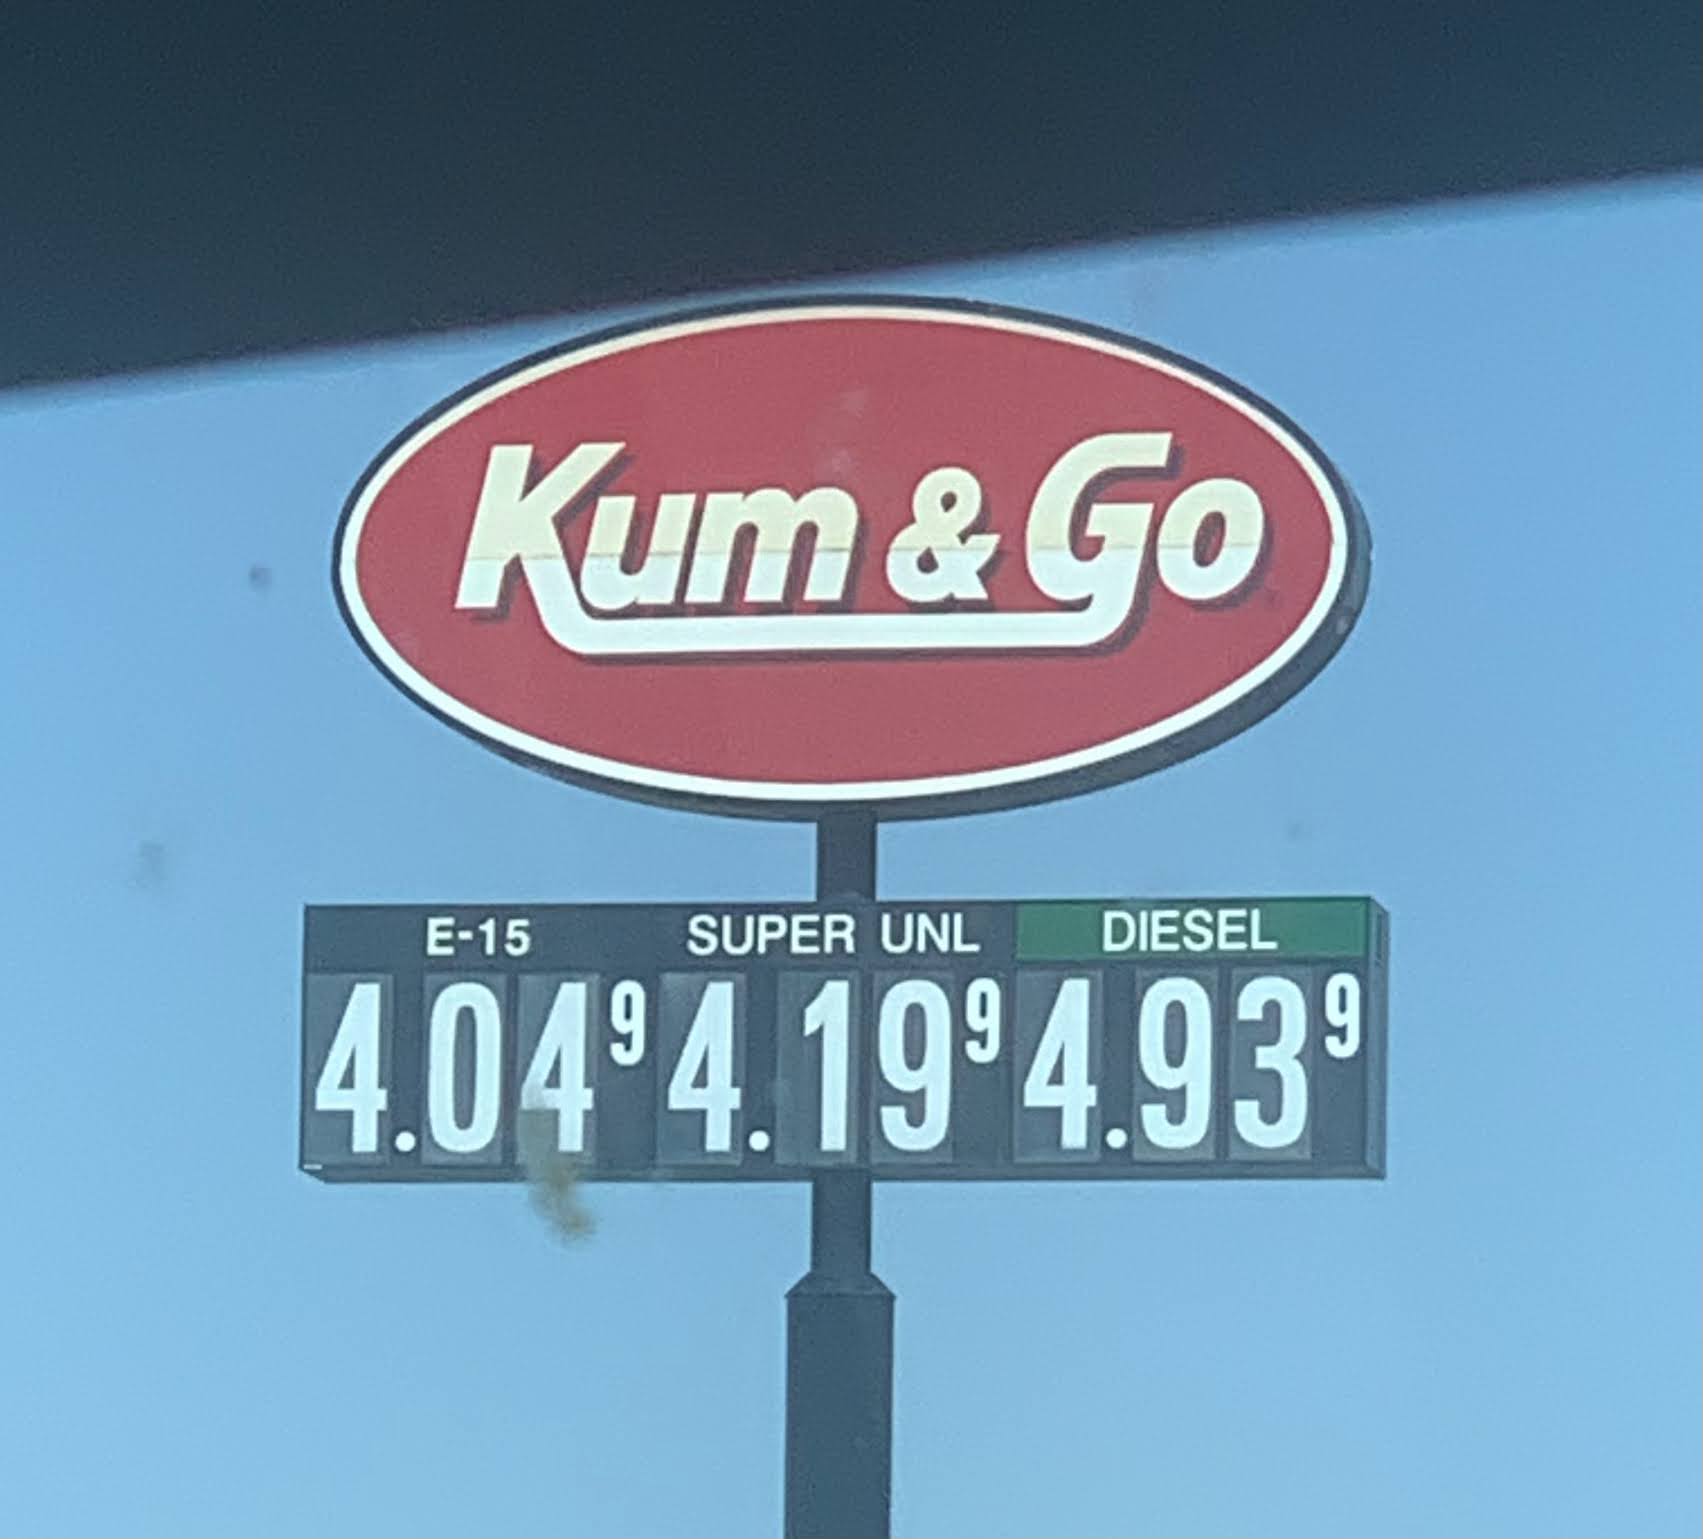 Kum & Go
E-15 SUPER UNL DIESEL
4.04⁹ 4.19⁹ 4.93⁹